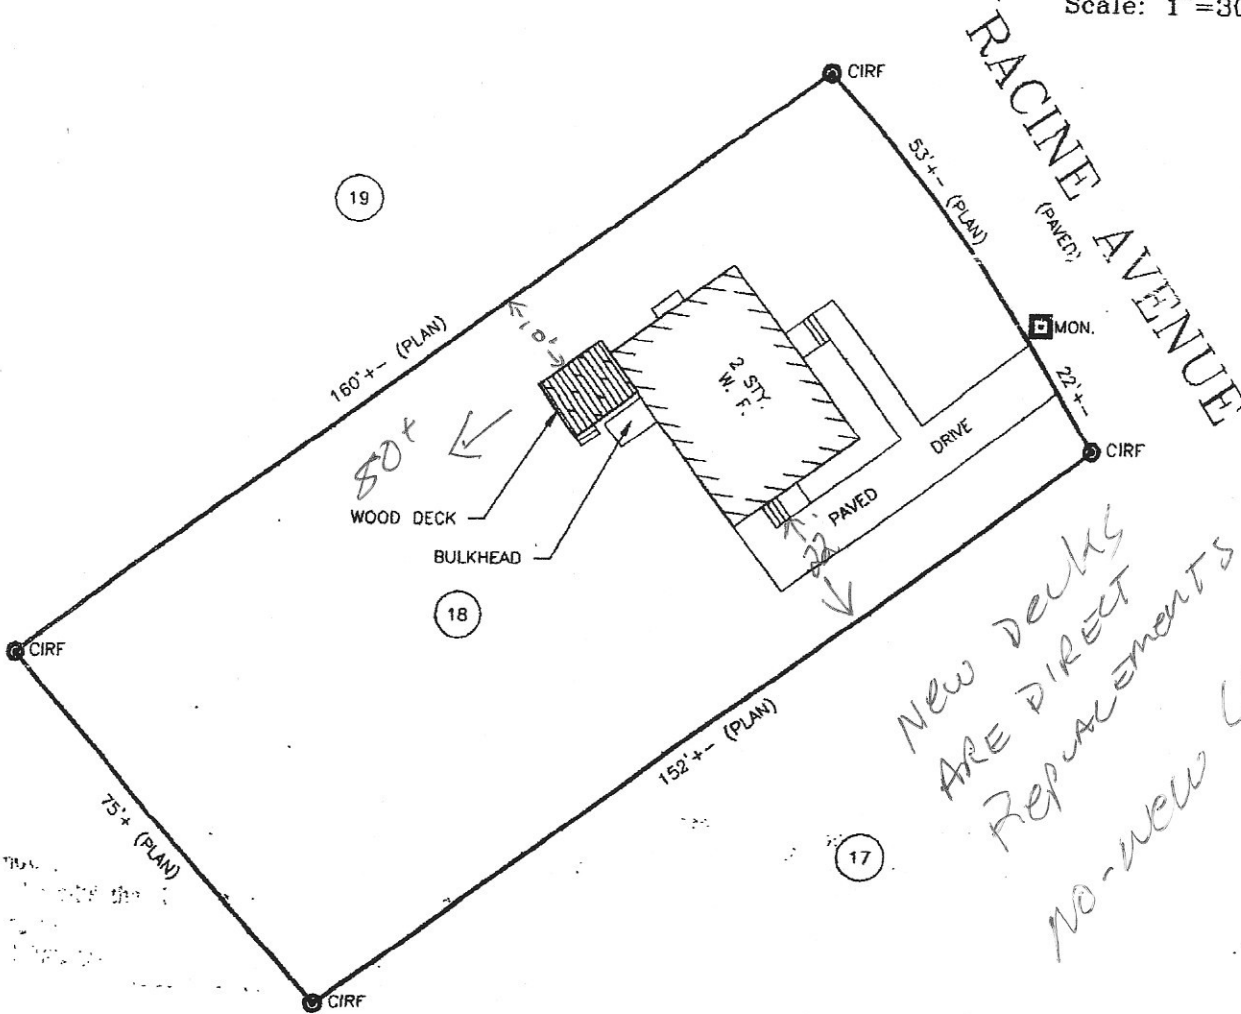 Scale: 1"=30
RACINE AVENUE
(PAVED)
CIRF
53'+- (PLAN)
19
160'+- (PLAN)
10'
MON.
22'+-
2 STY.
W. F.
DRIVE
PAVED
CIRF
80+
WOOD DECK
BULKHEAD
22'
18
CIRF
New Decks
ARE DIRECT
Replacements
NO-New
152'+- (PLAN)
75'+ (PLAN)
17
the
CIRF